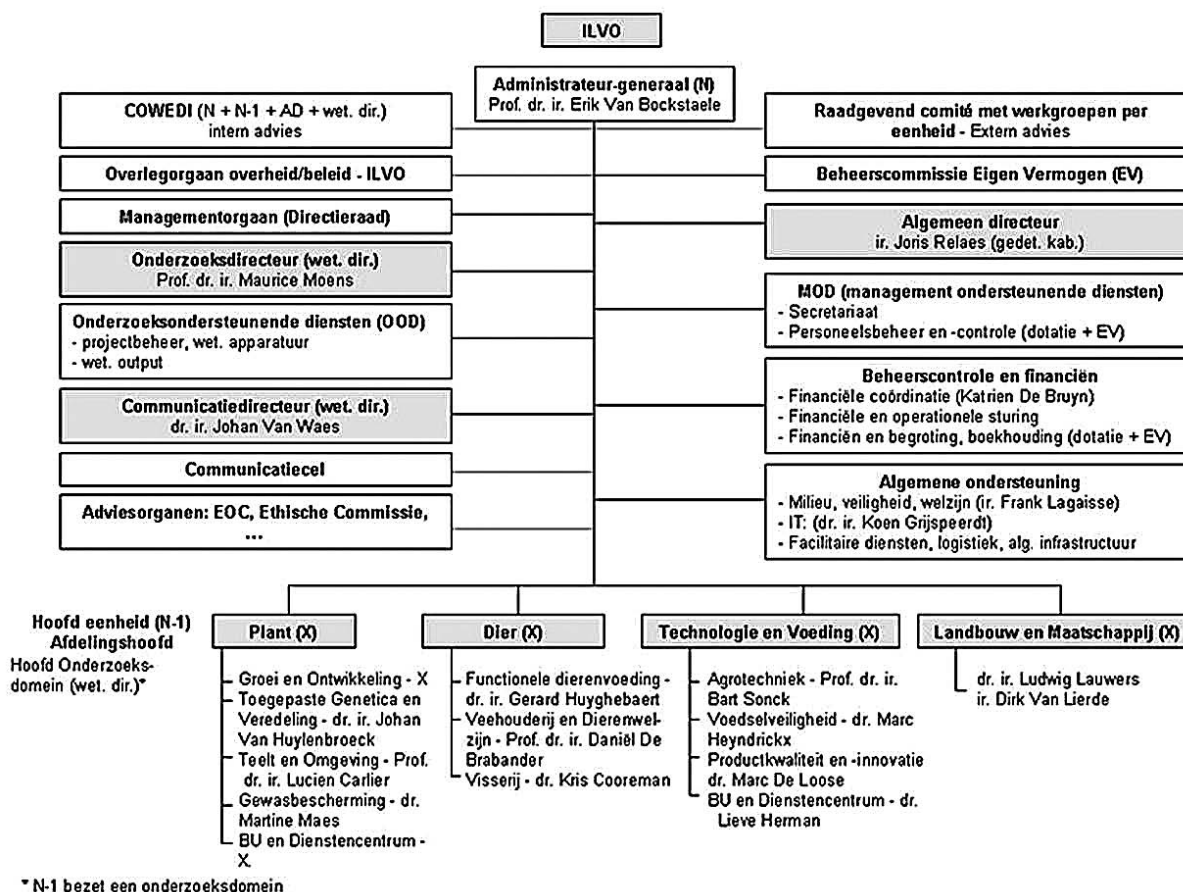 ILVO
Administrateur-generaal (N)
Prof. dr. ir. Erik Van Bockstaele
COWEDI (N + N-1 + AD + wet. dir.)
intern advies
Overlegorgaan overheid/beleid - ILVO
Managementorgaan (Directieraad)
Onderzoeksdirecteur (wet. dir.)
Prof. dr. ir. Maurice Moens
Onderzoeksondersteunende diensten (OOD)
- projectbeheer, wet. apparatuur
- wet. output
Communicatiedirecteur (wet. dir.)
dr. ir. Johan Van Waes
Communicatiecel
Adviesorganen: EOC, Ethische Commissie,
...
Raadgevend comité met werkgroepen per
eenheid - Extern advies
Beheerscommissie Eigen Vermogen (EV)
Algemeen directeur
ir. Joris Relaes (gedet. kab.)
MOD (management ondersteunende diensten)
- Secretariaat
- Personeelsbeheer en -controle (dotatie + EV)
Beheerscontrole en financiën
- Financiële coördinatie (Katrien De Bruyn)
- Financiële en operationele sturing
- Financiën en begroting, boekhouding (dotatie + EV)
Algemene ondersteuning
- Milieu, veiligheid, welzijn (ir. Frank Lagaisse)
- IT: (dr. ir. Koen Grijspeerdt)
- Facilitaire diensten, logistiek, alg. infrastructuur
Hoofd eenheid (N-1)
Afdelingshoofd
Hoofd Onderzoeks-
domein (wet. dir.)*
Plant (X)
Groei en Ontwikkeling - X
Toegepaste Genetica en
Veredeling - dr. ir. Johan
Van Huylenbroeck
Teelt en Omgeving - Prof.
dr. ir. Lucien Carlier
Gewasbescherming - dr.
Martine Maes
BU en Dienstencentrum -
X
Dier (X)
Functionele dierenvoeding -
dr. ir. Gerard Huyghebaert
Veehouderij en Dierenwel-
zijn - Prof. dr. ir. Daniël De
Brabander
Visserij - dr. Kris Cooreman
Technologie en Voeding (X)
Agrotechniek - Prof. dr. ir.
Bart Sonck
Voedselveiligheid - dr. Marc
Heyndrickx
Productkwaliteit en -innovatie
dr. Marc De Loose
BU en Dienstencentrum - dr.
Lieve Herman
Landbouw en Maatschappij (X)
dr. ir. Ludwig Lauwers
ir. Dirk Van Lierde
* N-1 bezet een onderzoeksdomein